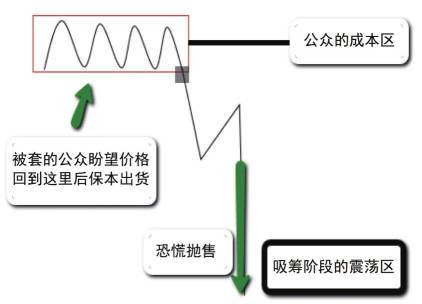 公众的成本区
被套的公众盼望价格
回到这里后保本出货
恐慌抛售
吸筹阶段的震荡区